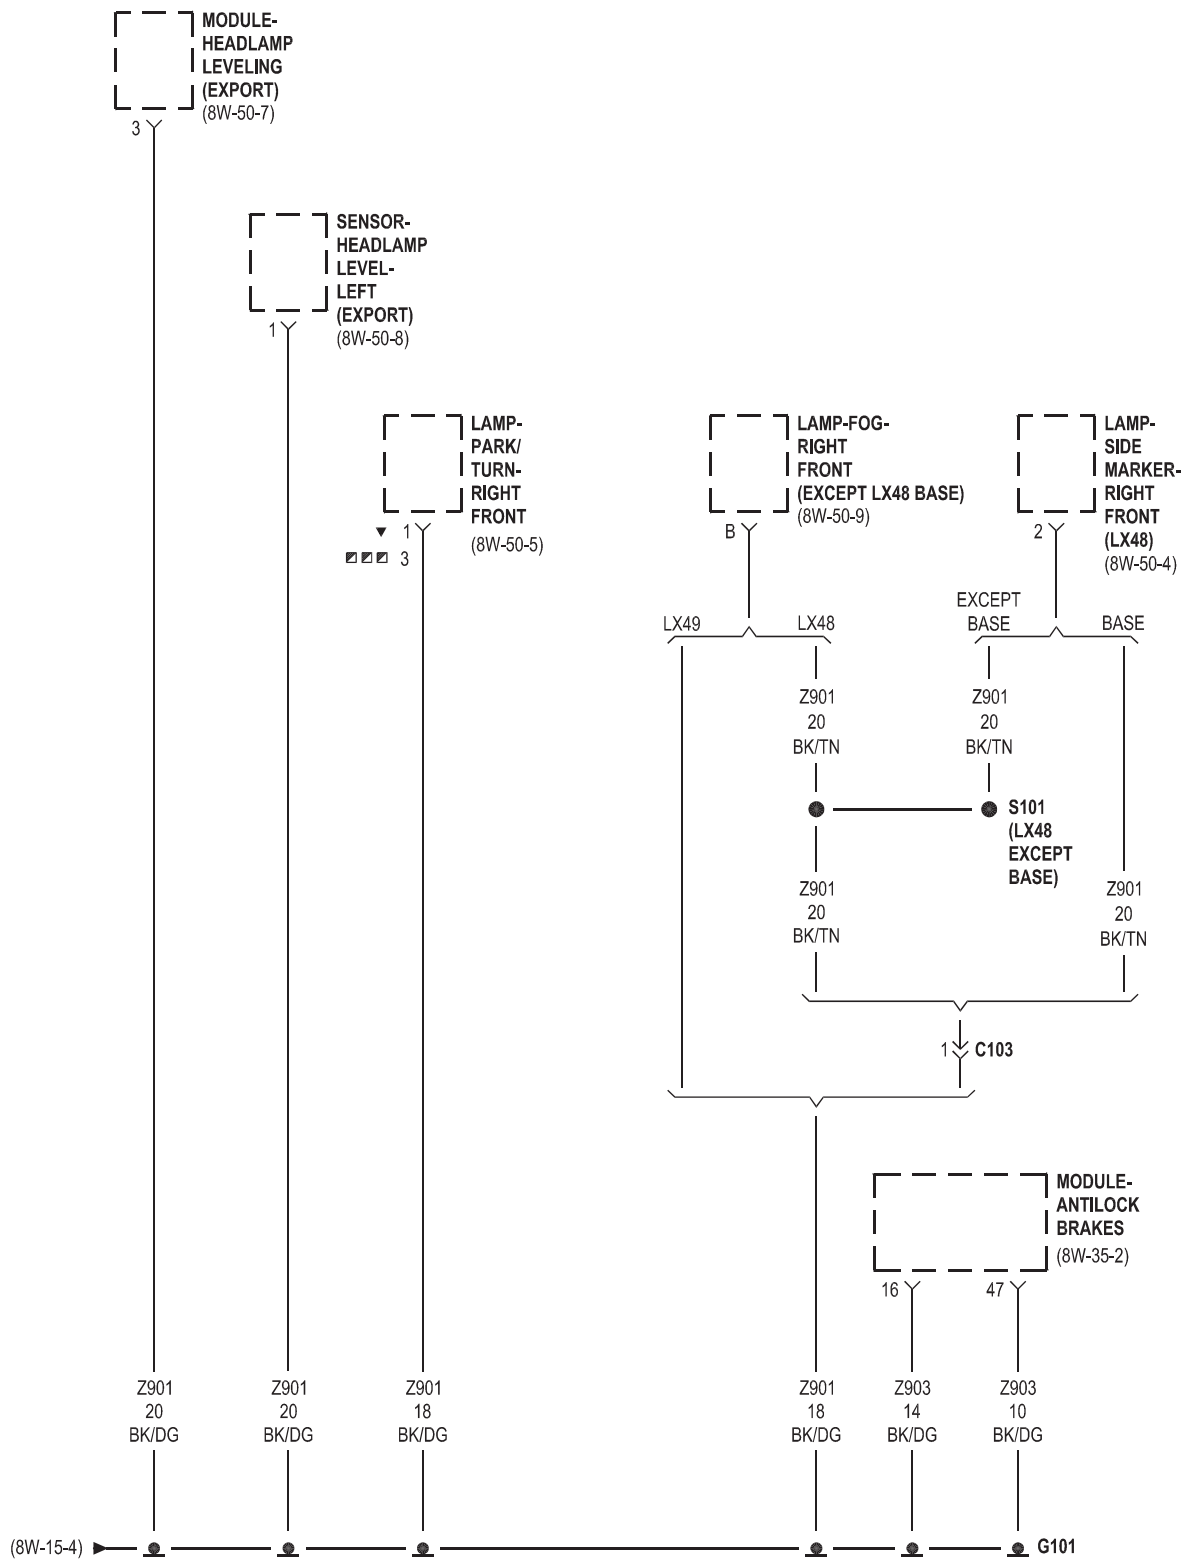 MODULE-
HEADLAMP
LEVELING
(EXPORT)
(8W-50-7)
3
SENSOR-
HEADLAMP
LEVEL-
LEFT
(EXPORT)
(8W-50-8)
1
LAMP-
PARK/
TURN-
RIGHT
FRONT
(8W-50-5)
1
3
LAMP-FOG-
RIGHT
FRONT
(EXCEPT LX48 BASE)
(8W-50-9)
B
LAMP-
SIDE
MARKER-
RIGHT
FRONT
(LX48)
(8W-50-4)
2
LX49
LX48
EXCEPT
BASE
BASE
Z901
20
BK/TN
Z901
20
BK/TN
S101
(LX48
EXCEPT
BASE)
Z901
20
BK/TN
Z901
20
BK/TN
1
C103
MODULE-
ANTILOCK
BRAKES
(8W-35-2)
16
47
Z901
20
BK/DG
Z901
20
BK/DG
Z901
18
BK/DG
Z901
18
BK/DG
Z903
14
BK/DG
Z903
10
BK/DG
(8W-15-4)
G101